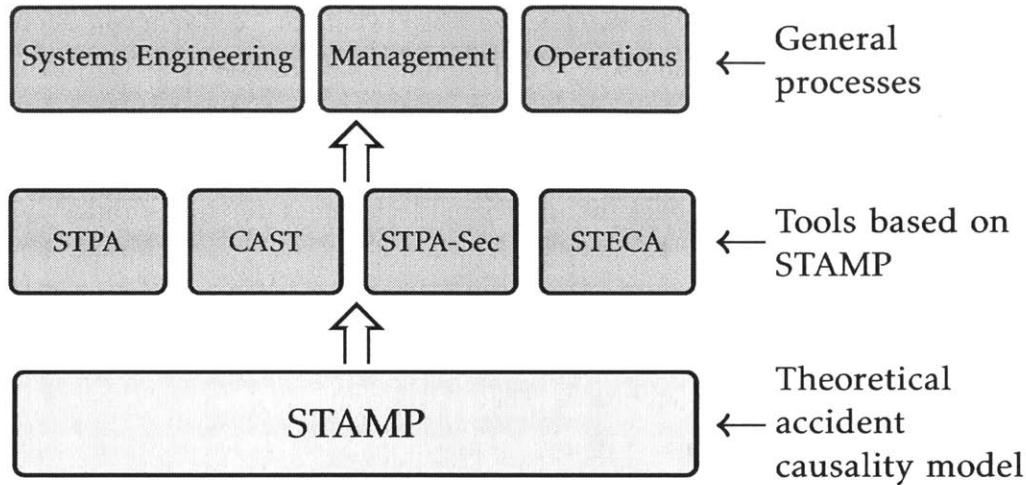 Systems Engineering
Management
Operations
General
processes
STPA
CAST
STPA-Sec
STECA
Tools based on
STAMP
STAMP
Theoretical
accident
causality model